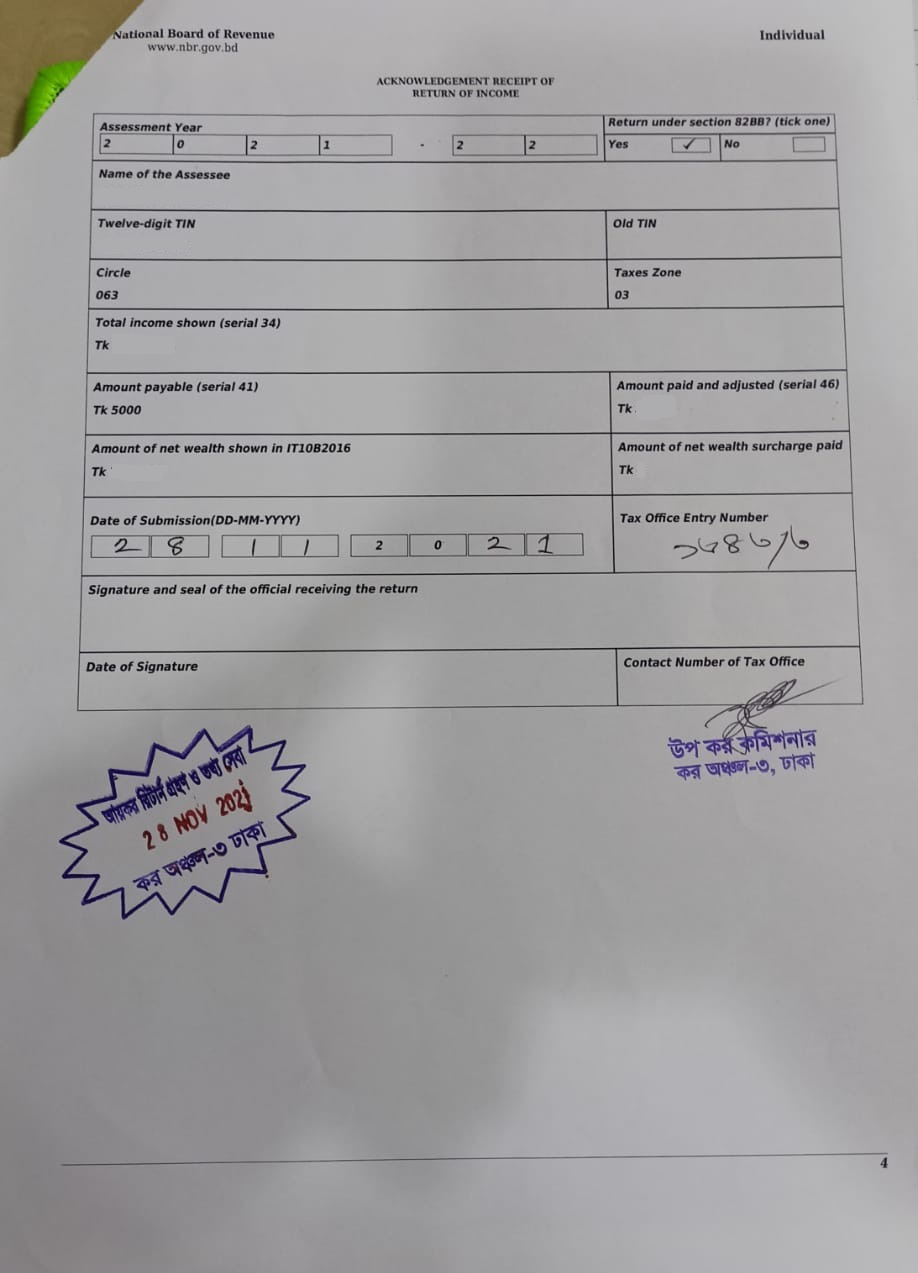 National Board of Revenue
www.nbr.gov.bd
Individual
ACKNOWLEDGEMENT RECEIPT OF
RETURN OF INCOME
Assessment Year
2 0 2 1 - 2 2
Return under section 82BB? (tick one)
Yes ✓ No
Name of the Assessee
Twelve-digit TIN
Old TIN
Circle
063
Taxes Zone
03
Total income shown (serial 34)
Tk
Amount payable (serial 41)
Tk 5000
Amount paid and adjusted (serial 46)
Tk
Amount of net wealth shown in IT10B2016
Tk
Amount of net wealth surcharge paid
Tk
Date of Submission(DD-MM-YYYY)
2 8 1 1 2 0 2 1
Tax Office Entry Number
Signature and seal of the official receiving the return
Date of Signature
Contact Number of Tax Office
উপ কর কমিশনার
কর অঞ্চল-৩, ঢাকা
আয়কর রিটার্ন গ্রহণ ও তথ্য সেবা
28 NOV 2021
কর অঞ্চল-৩ ঢাকা
4